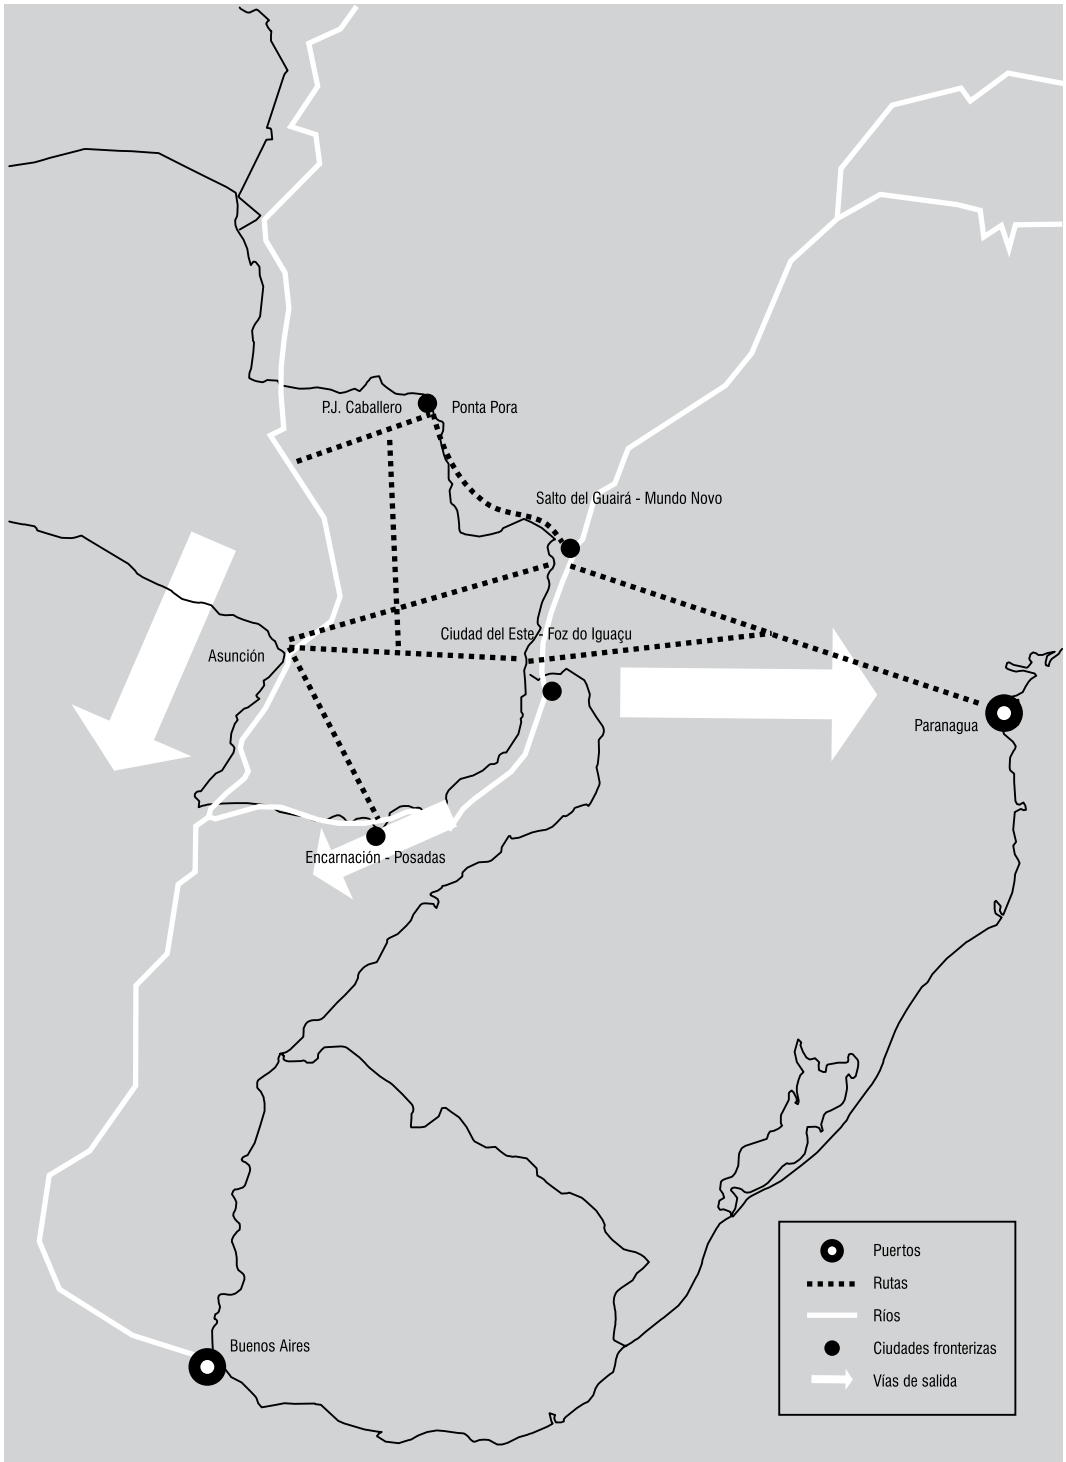 P.J. Caballero
Ponta Pora
Salto del Guairá - Mundo Novo
Ciudad del Este - Foz do Iguaçu
Asunción
Paranagua
Encarnación - Posadas
Buenos Aires
Puertos
Rutas
Ríos
Ciudades fronterizas
Vías de salida